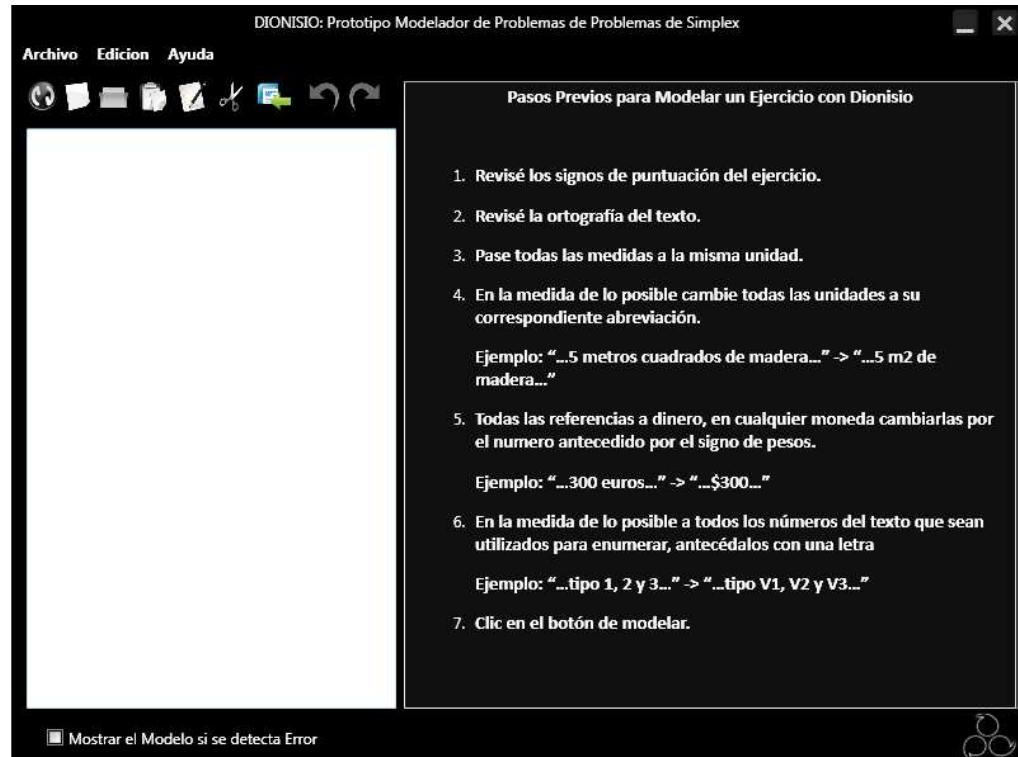 DIONISIO: Prototipo Modelador de Problemas de Problemas de Simplex
Archivo Edicion Ayuda
Pasos Previos para Modelar un Ejercicio con Dionisio
1. Revisé los signos de puntuación del ejercicio.
2. Revisé la ortografía del texto.
3. Pase todas las medidas a la misma unidad.
4. En la medida de lo posible cambie todas las unidades a su
correspondiente abreviación.
Ejemplo: “...5 metros cuadrados de madera...” -> “...5 m2 de
madera...”
5. Todas las referencias a dinero, en cualquier moneda cambiarlas por
el numero antecedido por el signo de pesos.
Ejemplo: “...300 euros...” -> “...$300...”
6. En la medida de lo posible a todos los números del texto que sean
utilizados para enumerar, antecédalos con una letra
Ejemplo: “...tipo 1, 2 y 3...” -> “...tipo V1, V2 y V3...”
7. Clic en el botón de modelar.
Mostrar el Modelo si se detecta Error